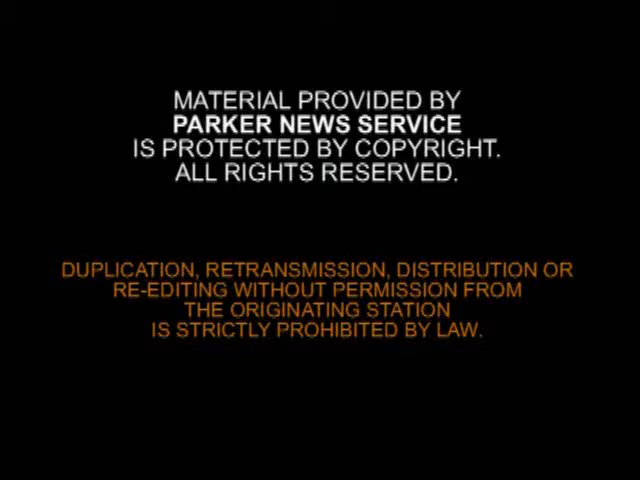 MATERIAL PROVIDED BY
PARKER NEWS SERVICE
IS PROTECTED BY COPYRIGHT.
ALL RIGHTS RESERVED.
DUPLICATION, RETRANSMISSION, DISTRIBUTION OR
RE-EDITING WITHOUT PERMISSION FROM
THE ORIGINATING STATION
IS STRICTLY PROHIBITED BY LAW.